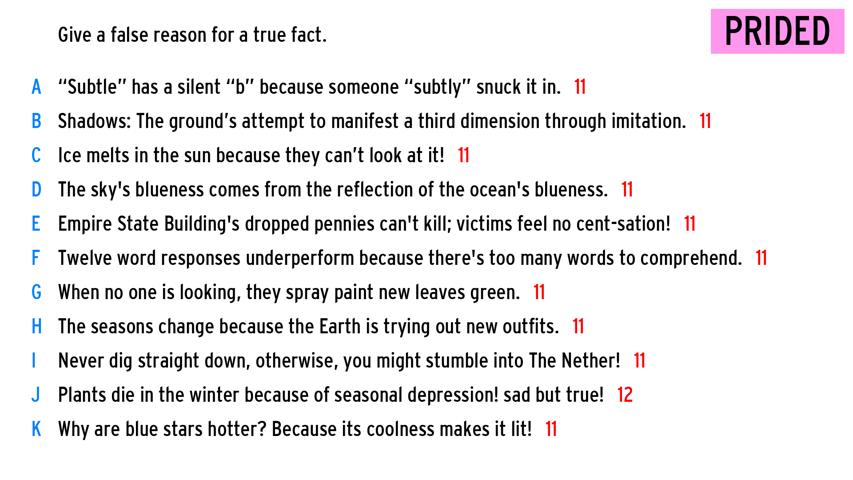 Give a false reason for a true fact.
PRIDED
A “Subtle” has a silent “b” because someone “subtly” snuck it in. 11
B Shadows: The ground’s attempt to manifest a third dimension through imitation. 11
C Ice melts in the sun because they can’t look at it! 11
D The sky's blueness comes from the reflection of the ocean's blueness. 11
E Empire State Building's dropped pennies can't kill; victims feel no cent-sation! 11
F Twelve word responses underperform because there's too many words to comprehend. 11
G When no one is looking, they spray paint new leaves green. 11
H The seasons change because the Earth is trying out new outfits. 11
I Never dig straight down, otherwise, you might stumble into The Nether! 11
J Plants die in the winter because of seasonal depression! sad but true! 12
K Why are blue stars hotter? Because its coolness makes it lit! 11